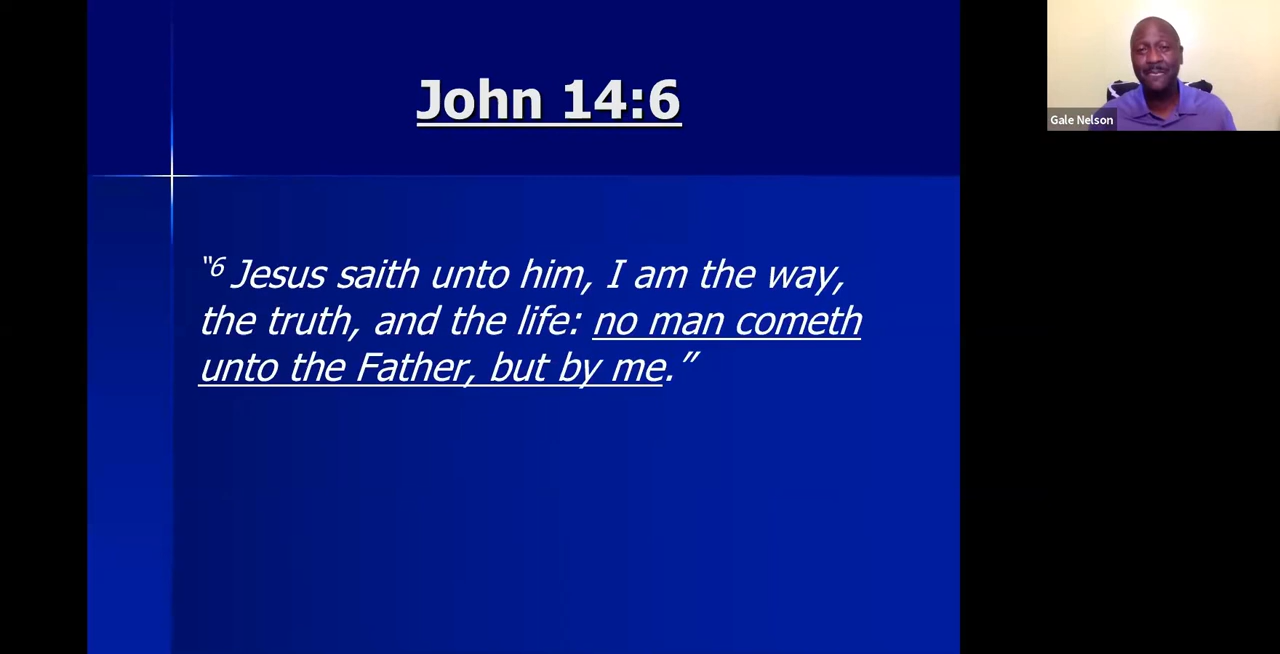 John 14:6
“6 Jesus saith unto him, I am the way,
the truth, and the life: no man cometh
unto the Father, but by me.”
Gale Nelson